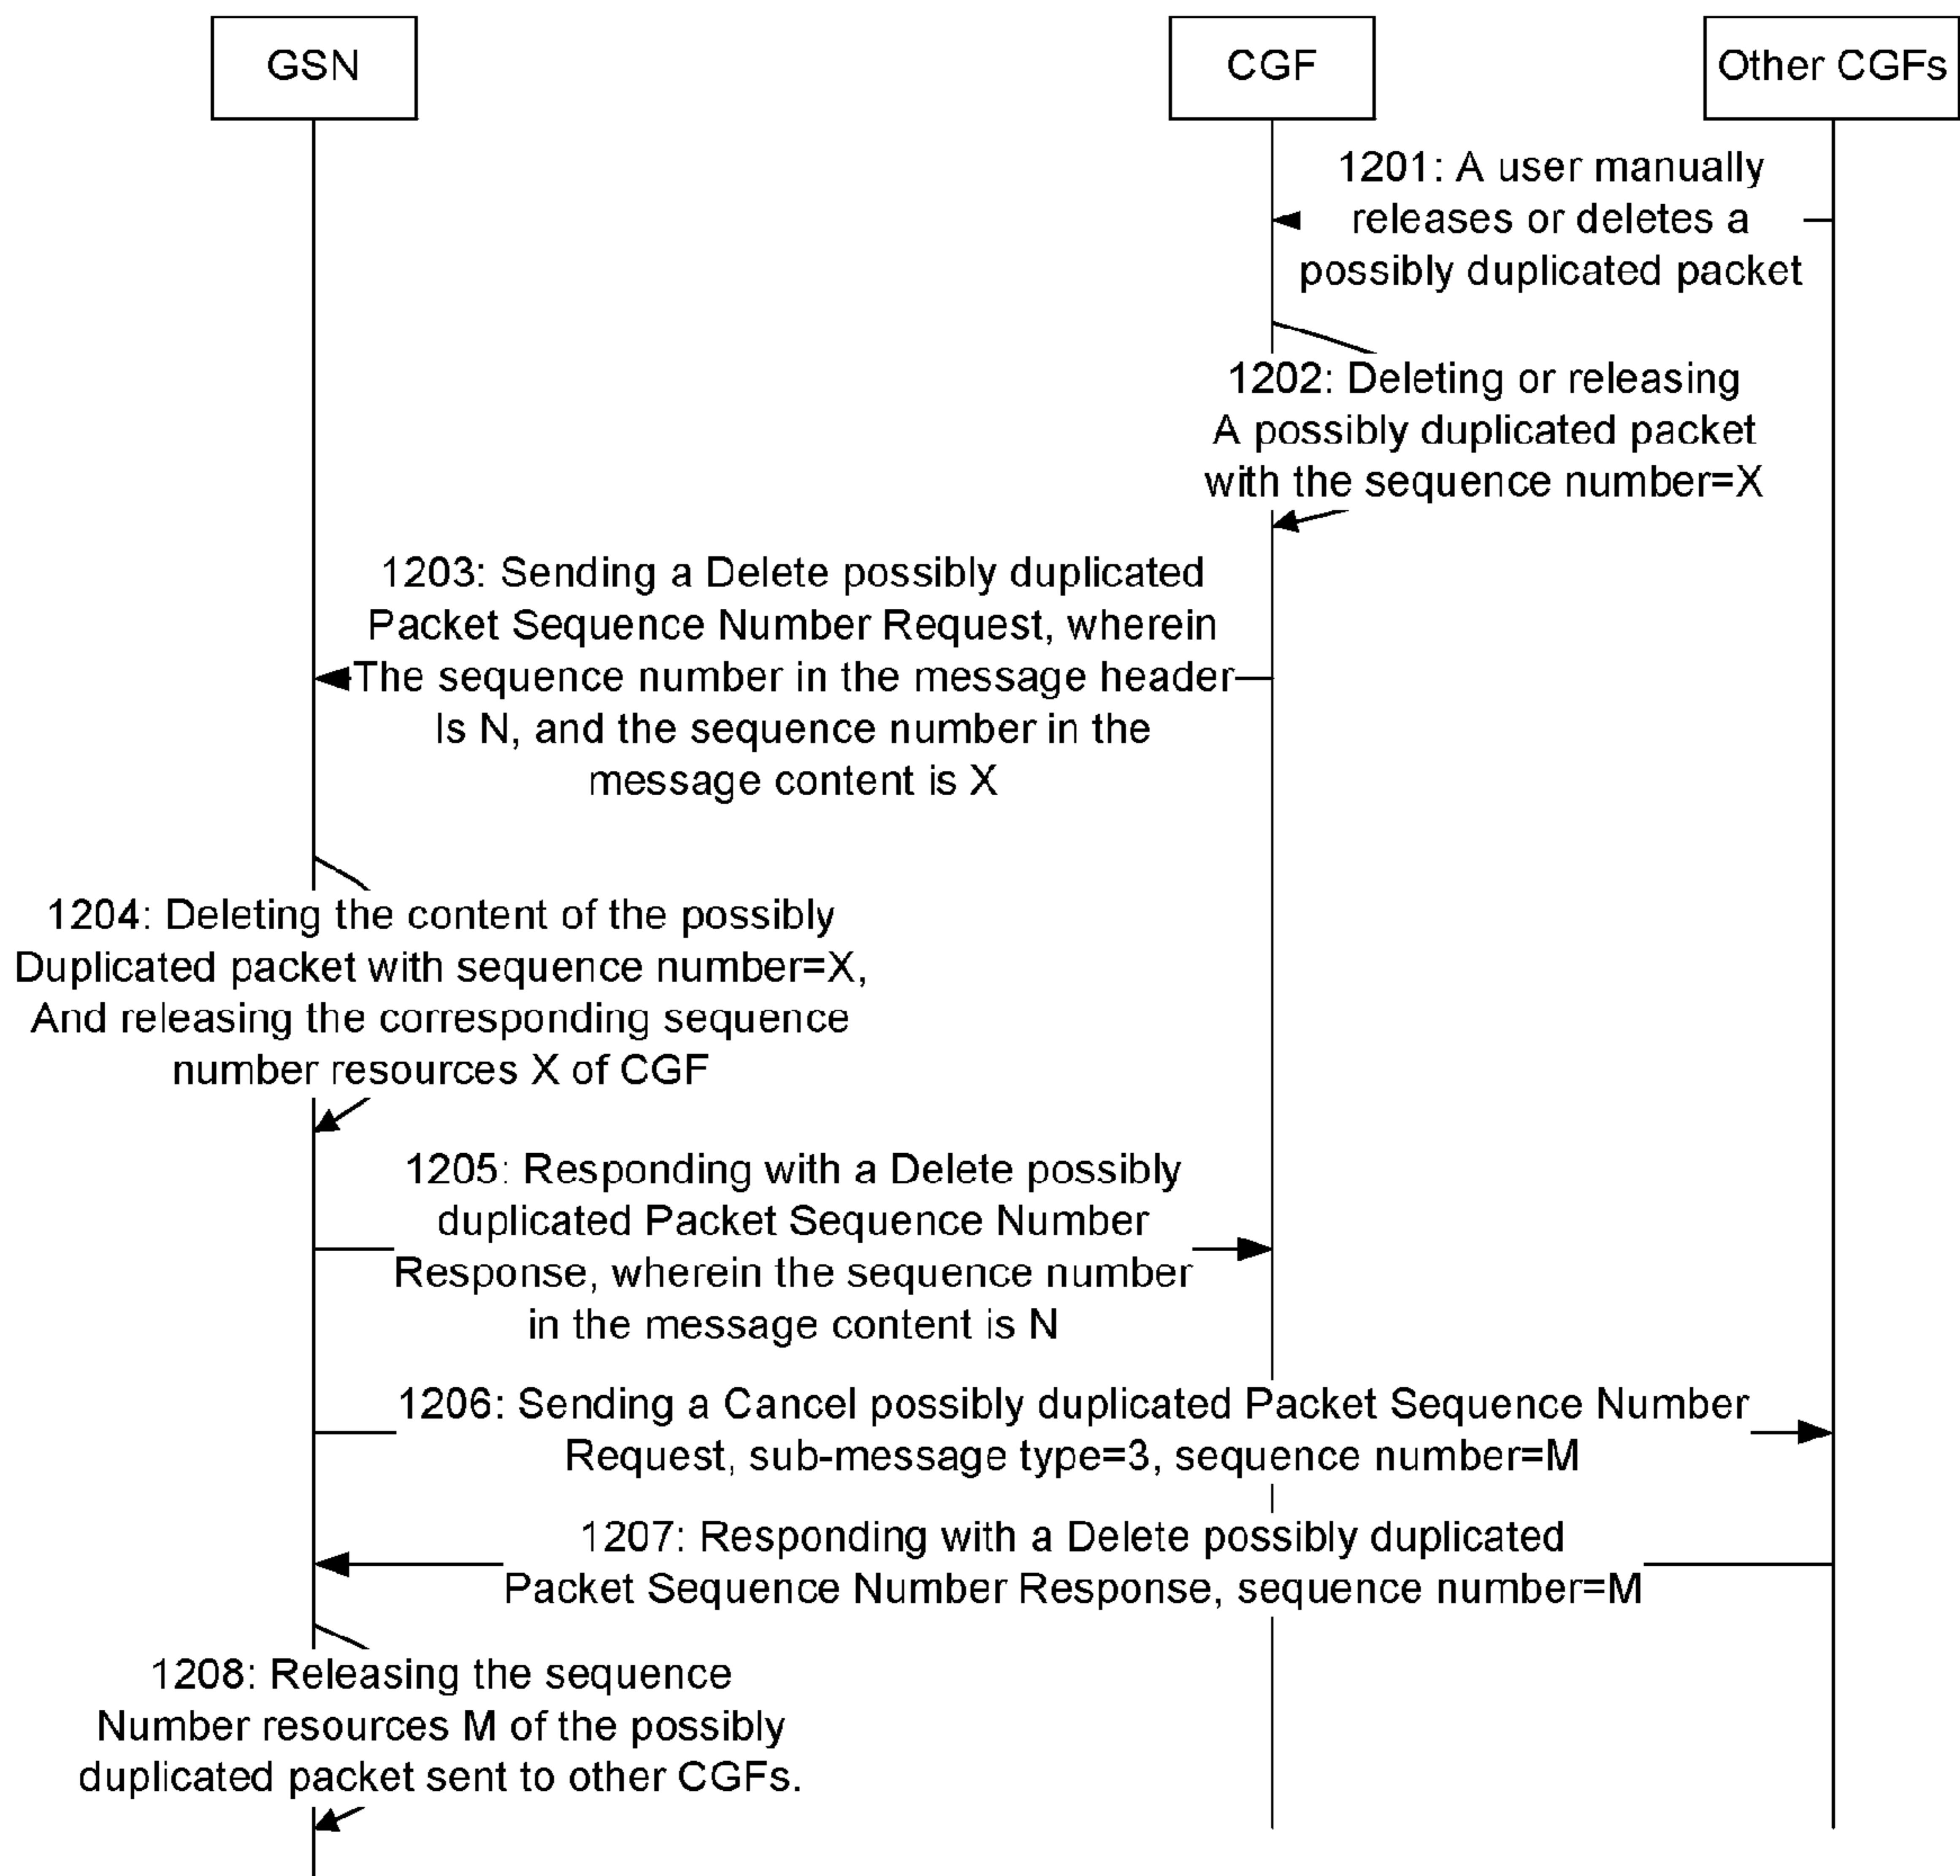 GSN
CGF
Other CGFs
1201: A user manually
releases or deletes a
possibly duplicated packet
1202: Deleting or releasing
A possibly duplicated packet
with the sequence number=X
1203: Sending a Delete possibly duplicated
Packet Sequence Number Request, wherein
The sequence number in the message header
Is N, and the sequence number in the
message content is X
1204: Deleting the content of the possibly
Duplicated packet with sequence number=X,
And releasing the corresponding sequence
number resources X of CGF
1205: Responding with a Delete possibly
duplicated Packet Sequence Number
Response, wherein the sequence number
in the message content is N
1206: Sending a Cancel possibly duplicated Packet Sequence Number
Request, sub-message type=3, sequence number=M
1207: Responding with a Delete possibly duplicated
Packet Sequence Number Response, sequence number=M
1208: Releasing the sequence
Number resources M of the possibly
duplicated packet sent to other CGFs.